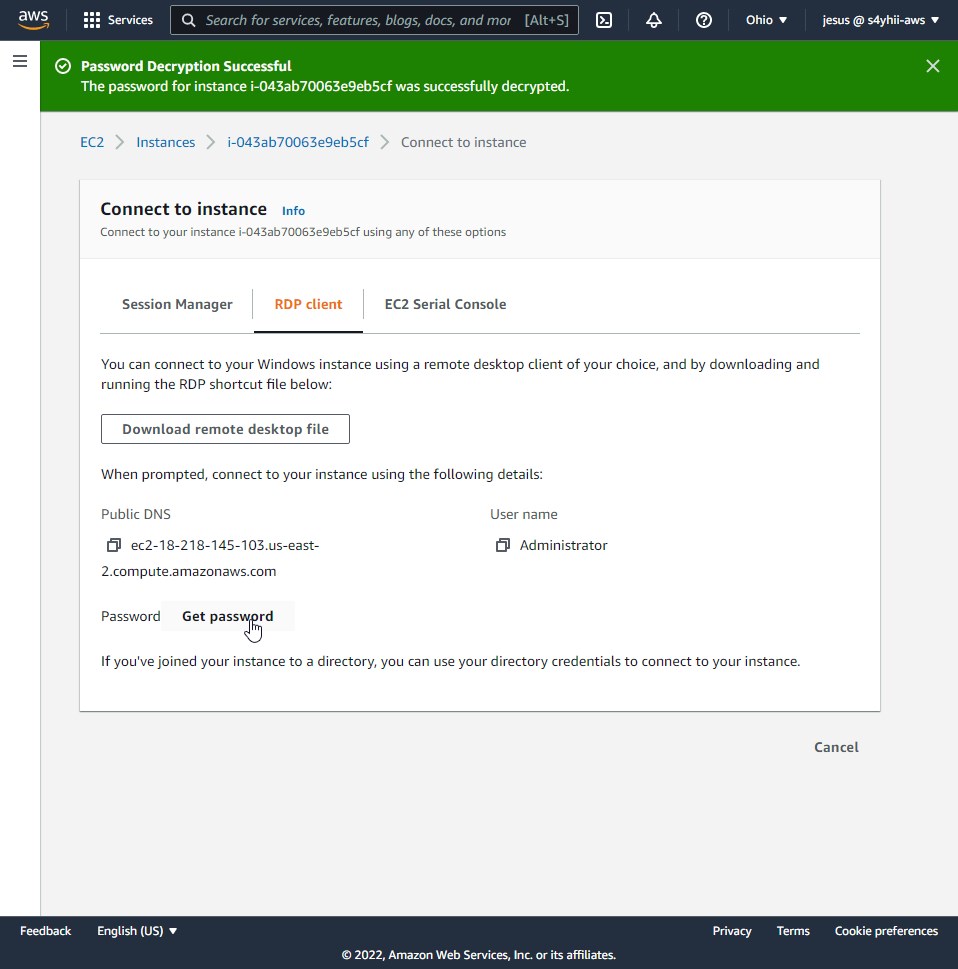 aws Services Search for services, features, blogs, docs, and mor [Alt+S] Ohio jesus @ s4yhii-aws
Password Decryption Successful
The password for instance i-043ab70063e9eb5cf was successfully decrypted.
EC2 Instances i-043ab70063e9eb5cf Connect to instance
Connect to instance Info
Connect to your instance i-043ab70063e9eb5cf using any of these options
Session Manager RDP client EC2 Serial Console
You can connect to your Windows instance using a remote desktop client of your choice, and by downloading and
running the RDP shortcut file below:
Download remote desktop file
When prompted, connect to your instance using the following details:
Public DNS User name
ec2-18-218-145-103.us-east- Administrator
2.compute.amazonaws.com
Password Get password
If you've joined your instance to a directory, you can use your directory credentials to connect to your instance.
Cancel
Feedback English (US) Privacy Terms Cookie preferences
© 2022, Amazon Web Services, Inc. or its affiliates.